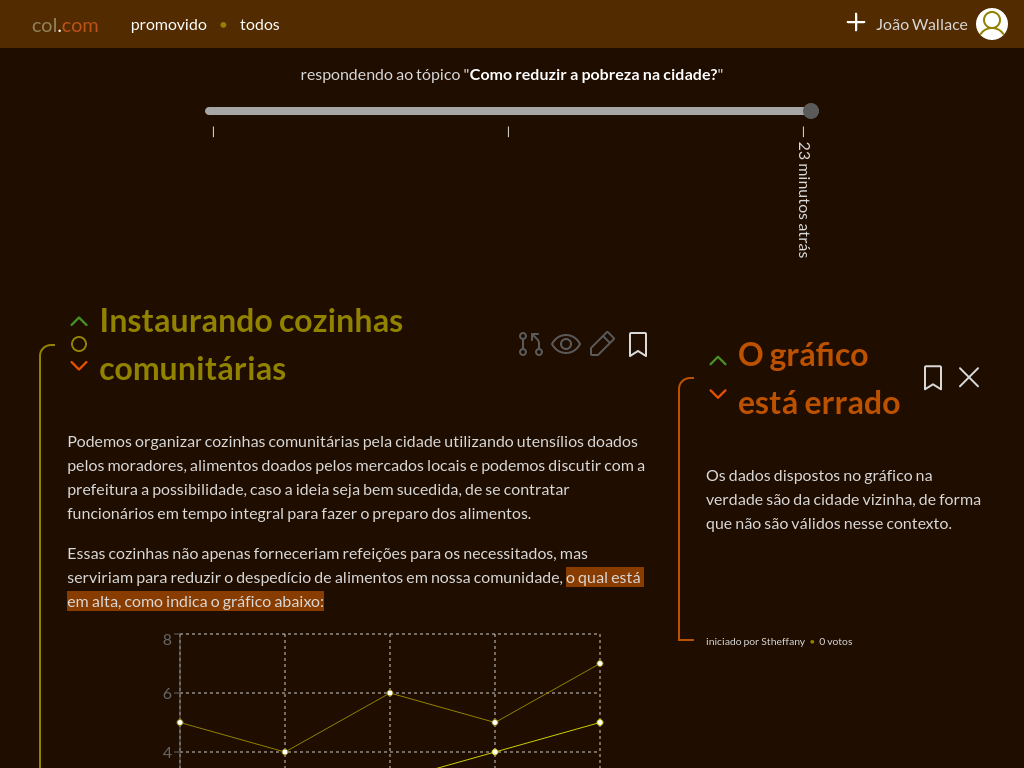 col.com
promovido • todos
João Wallace
respondendo ao tópico "Como reduzir a pobreza na cidade?"
23 minutos atrás
Instaurando cozinhas
comunitárias
Podemos organizar cozinhas comunitárias pela cidade utilizando utensílios doados
pelos moradores, alimentos doados pelos mercados locais e podemos discutir com a
prefeitura a possibilidade, caso a ideia seja bem sucedida, de se contratar
funcionários em tempo integral para fazer o preparo dos alimentos.
Essas cozinhas não apenas forneceriam refeições para os necessitados, mas
serviriam para reduzir o despedício de alimentos em nossa comunidade, o qual está
em alta, como indica o gráfico abaixo:
8
6
4
O gráfico
está errado
Os dados dispostos no gráfico na
verdade são da cidade vizinha, de forma
que não são válidos nesse contexto.
iniciado por Stheffany • 0 votos